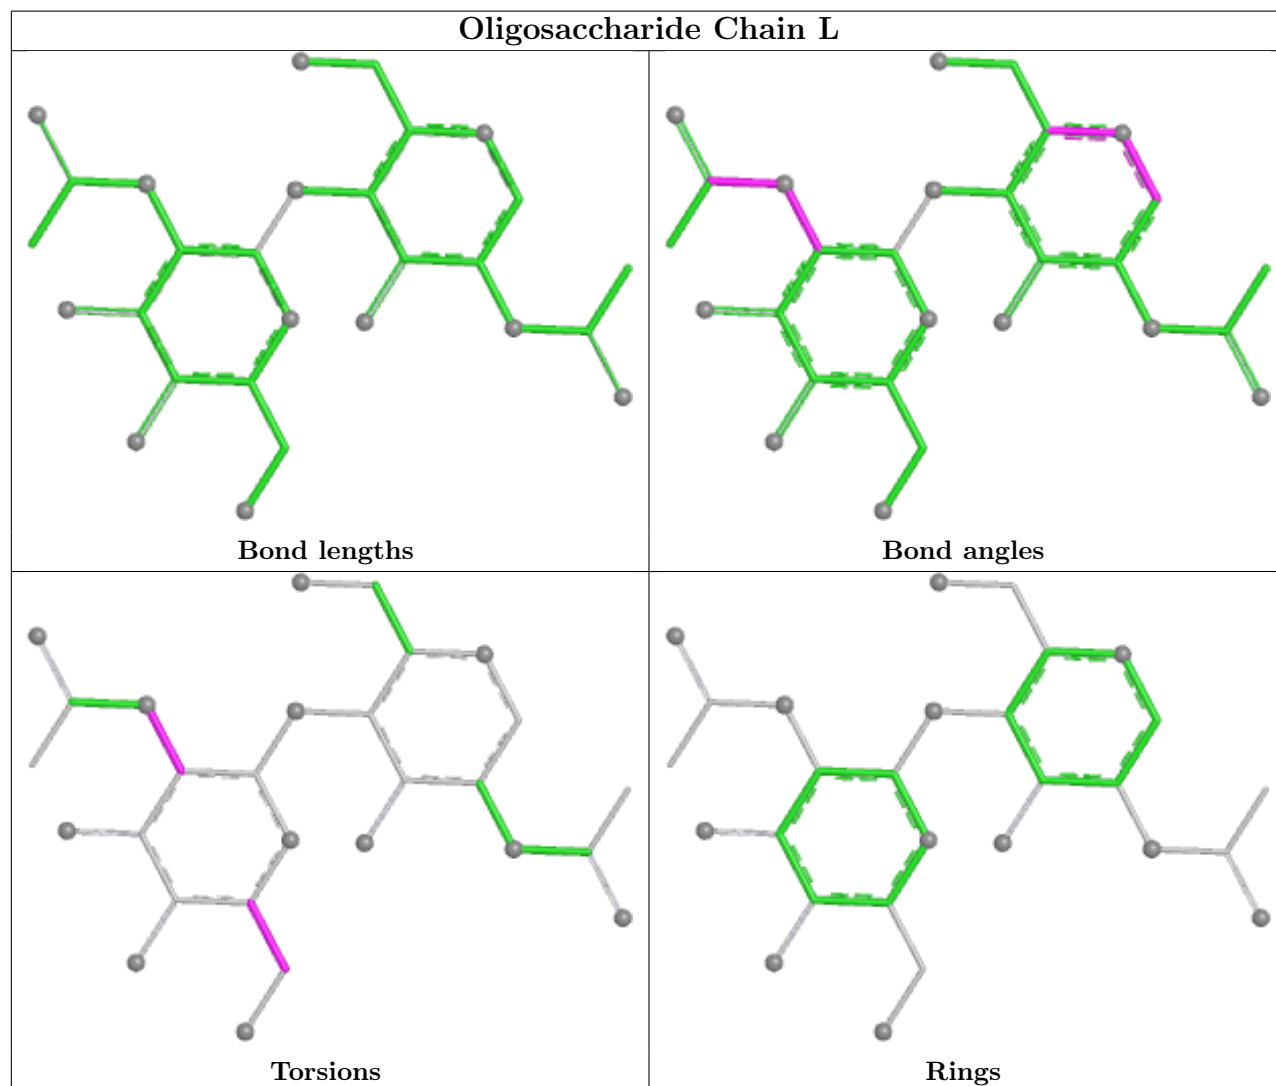 Oligosaccharide Chain L
Bond lengths
Bond angles
Torsions
Rings